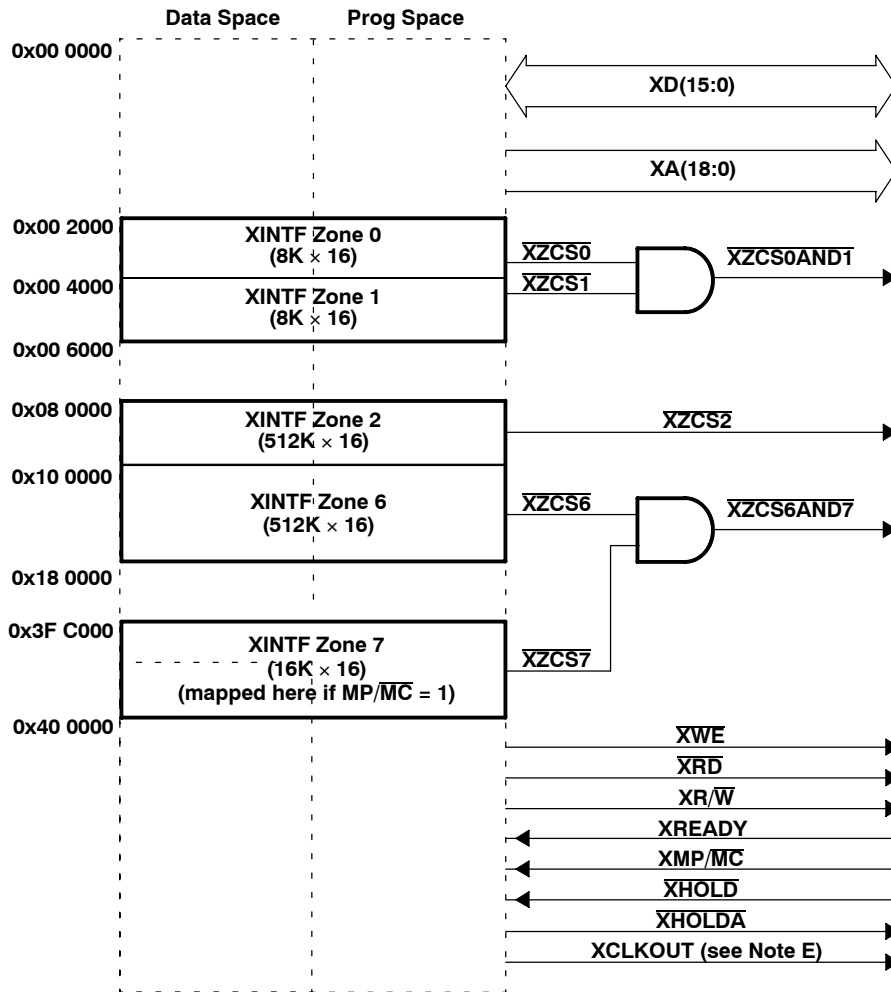 Data Space Prog Space
0x00 0000
XD(15:0)
XA(18:0)
0x00 2000
XINTF Zone 0
(8K × 16)
XZCS0
XZCS0AND1
0x00 4000
XINTF Zone 1
(8K × 16)
XZCS1
0x00 6000
0x08 0000
XINTF Zone 2
(512K × 16)
XZCS2
0x10 0000
XINTF Zone 6
(512K × 16)
XZCS6
XZCS6AND7
0x18 0000
0x3F C000
XINTF Zone 7
(16K × 16)
(mapped here if MP/MC = 1)
XZCS7
0x40 0000
XWE
XRD
XR/W
XREADY
XMP/MC
XHOLD
XHOLDA
XCLKOUT (see Note E)